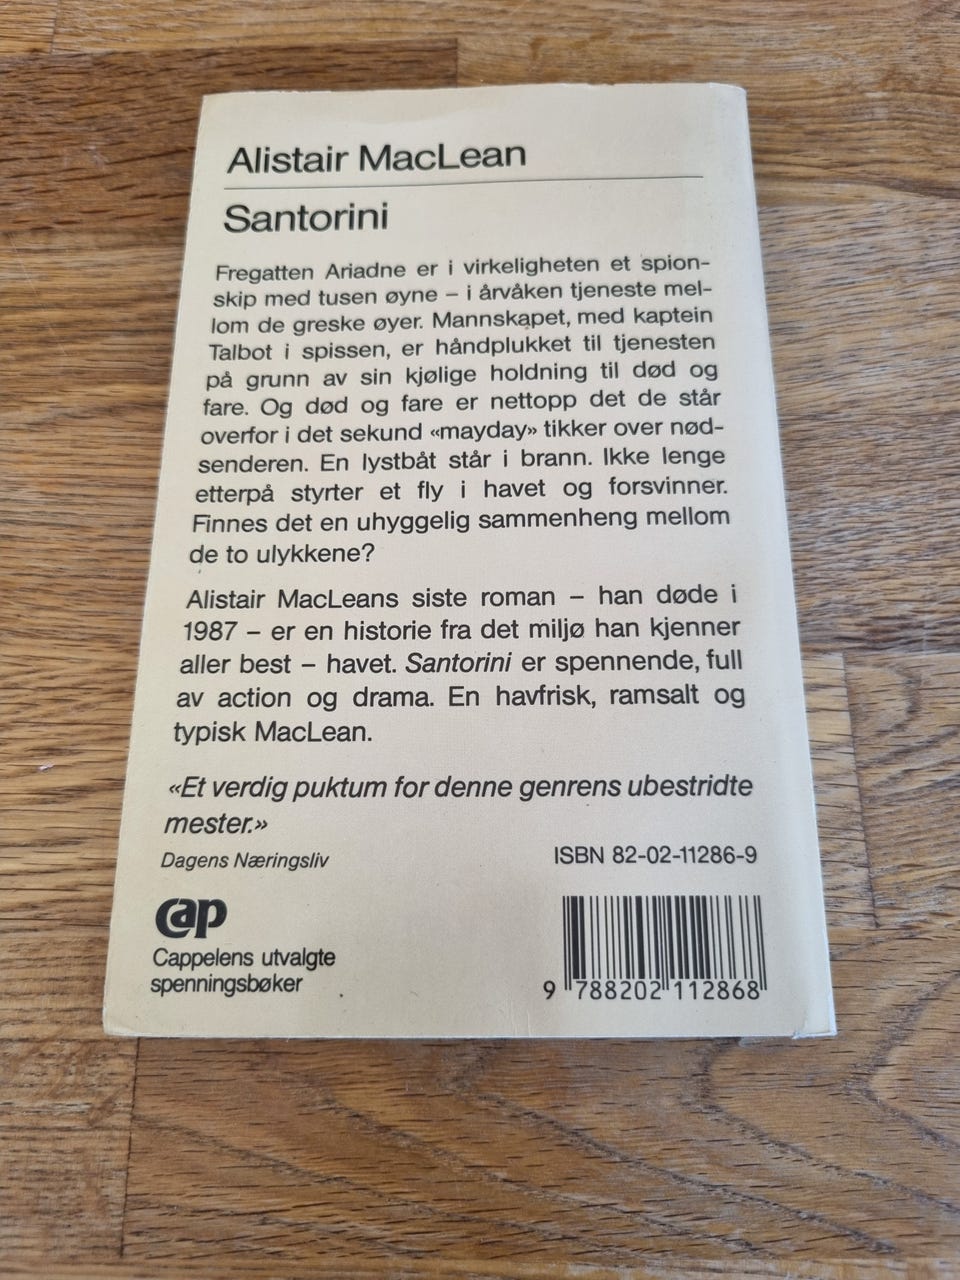 Alistair MacLean
Santorini
Fregatten Ariadne er i virkeligheten et spion-
skip med tusen øyne – i årvåken tjeneste mel-
lom de greske øyer. Mannskapet, med kaptein
Talbot i spissen, er håndplukket til tjenesten
på grunn av sin kjølige holdning til død og
fare. Og død og fare er nettopp det de står
overfor i det sekund «mayday» tikker over nød-
senderen. En lystbåt står i brann. Ikke lenge
etterpå styrter et fly i havet og forsvinner.
Finnes det en uhyggelig sammenheng mellom
de to ulykkene?
Alistair MacLeans siste roman – han døde i
1987 – er en historie fra det miljø han kjenner
aller best – havet. Santorini er spennende, full
av action og drama. En havfrisk, ramsalt og
typisk MacLean.
«Et verdig puktum for denne genrens ubestridte
mester.»
Dagens Næringsliv
ISBN 82-02-11286-9
cap
Cappelens utvalgte
spenningsbøker
9 788202 112868